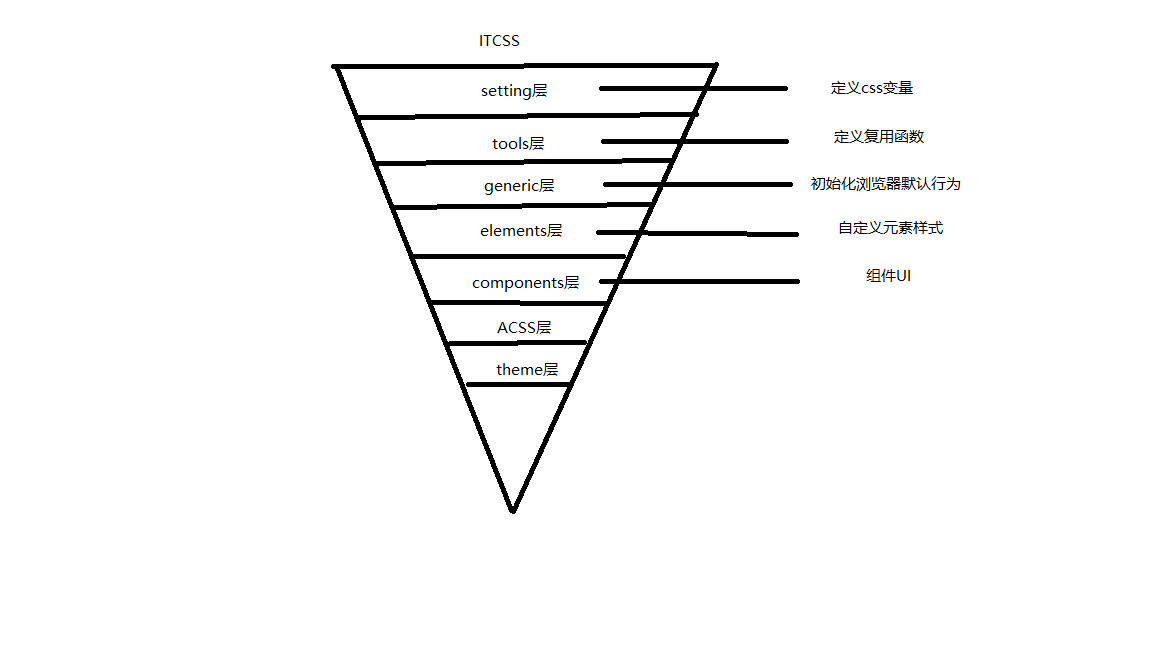 ITCSS
setting层
定义css变量
tools层
定义复用函数
generic层
初始化浏览器默认行为
elements层
自定义元素样式
components层
组件UI
ACSS层
theme层